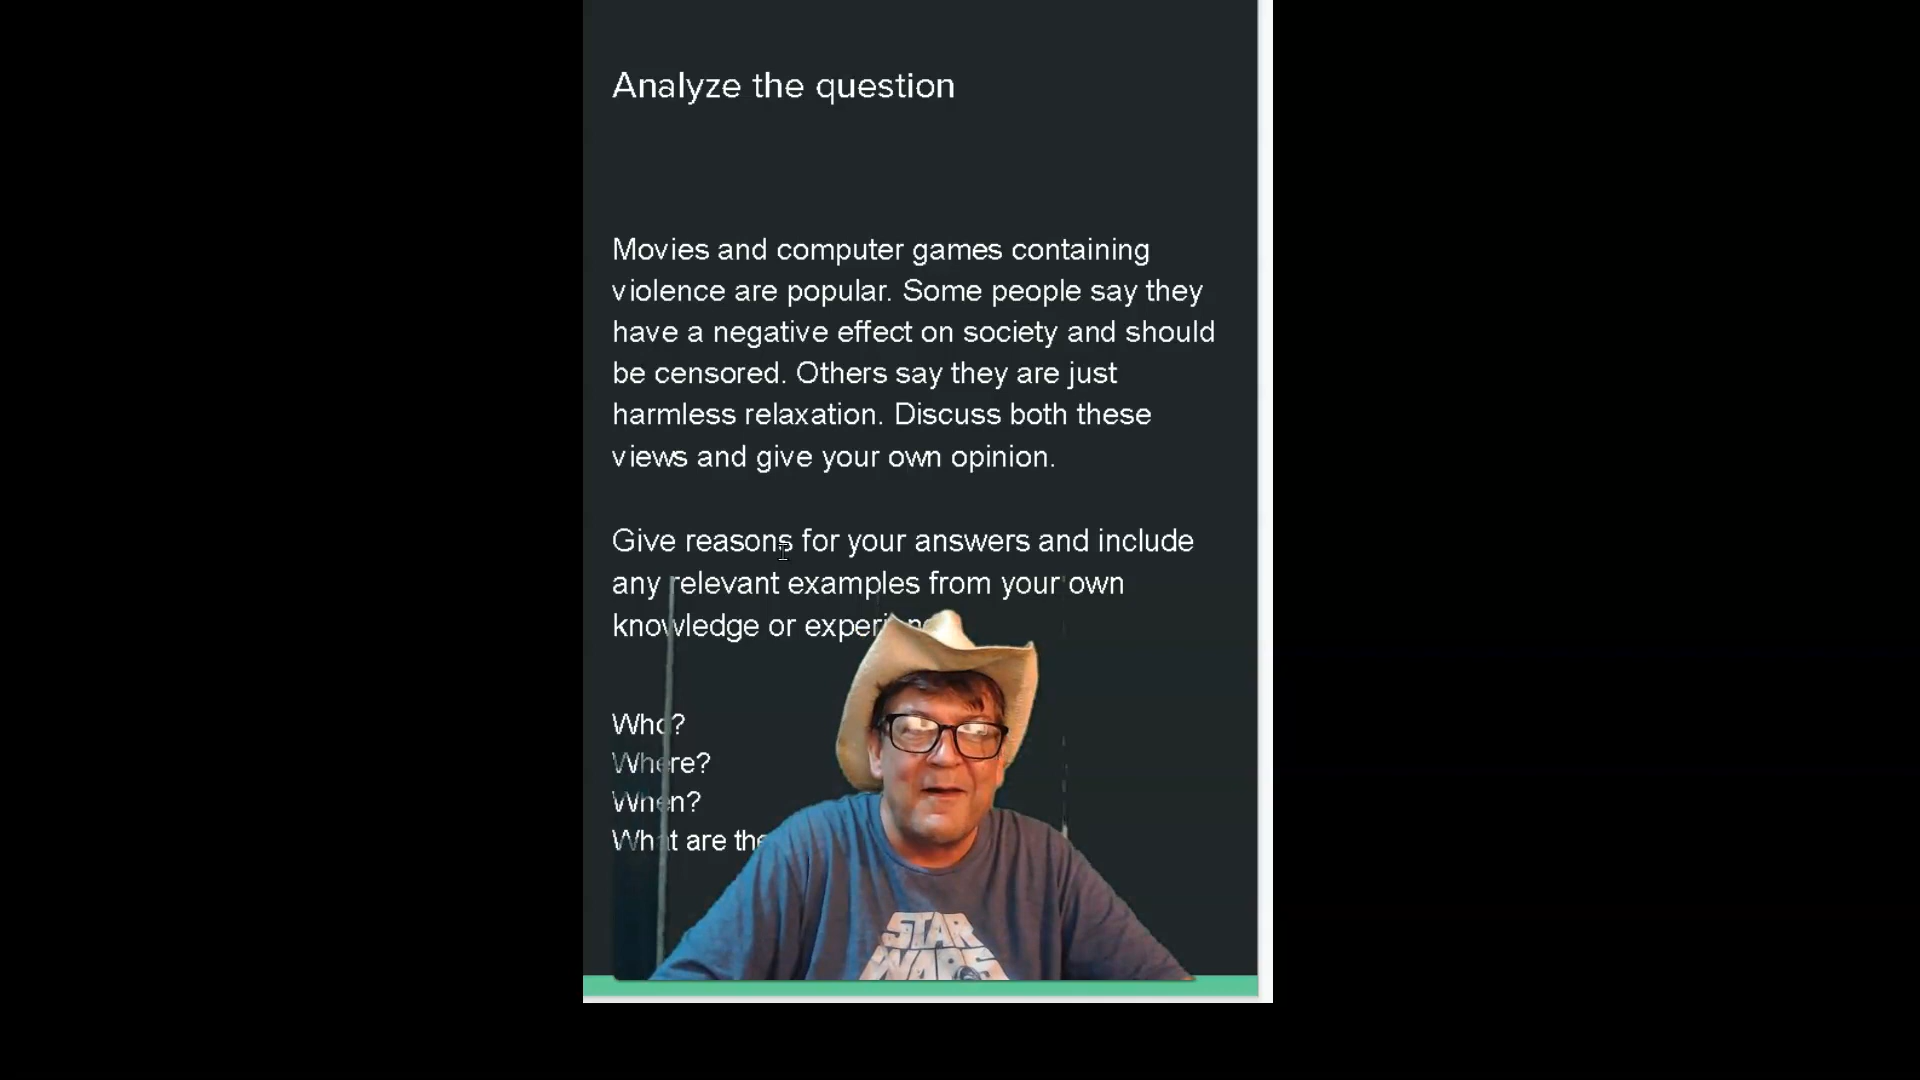 Analyze the question
Movies and computer games containing
violence are popular. Some people say they
have a negative effect on society and should
be censored. Others say they are just
harmless relaxation. Discuss both these
views and give your own opinion.
Give reasons for your answers and include
any relevant examples from your own
knowledge or
Who?
Where?
When?
What are the
STAR
WARS